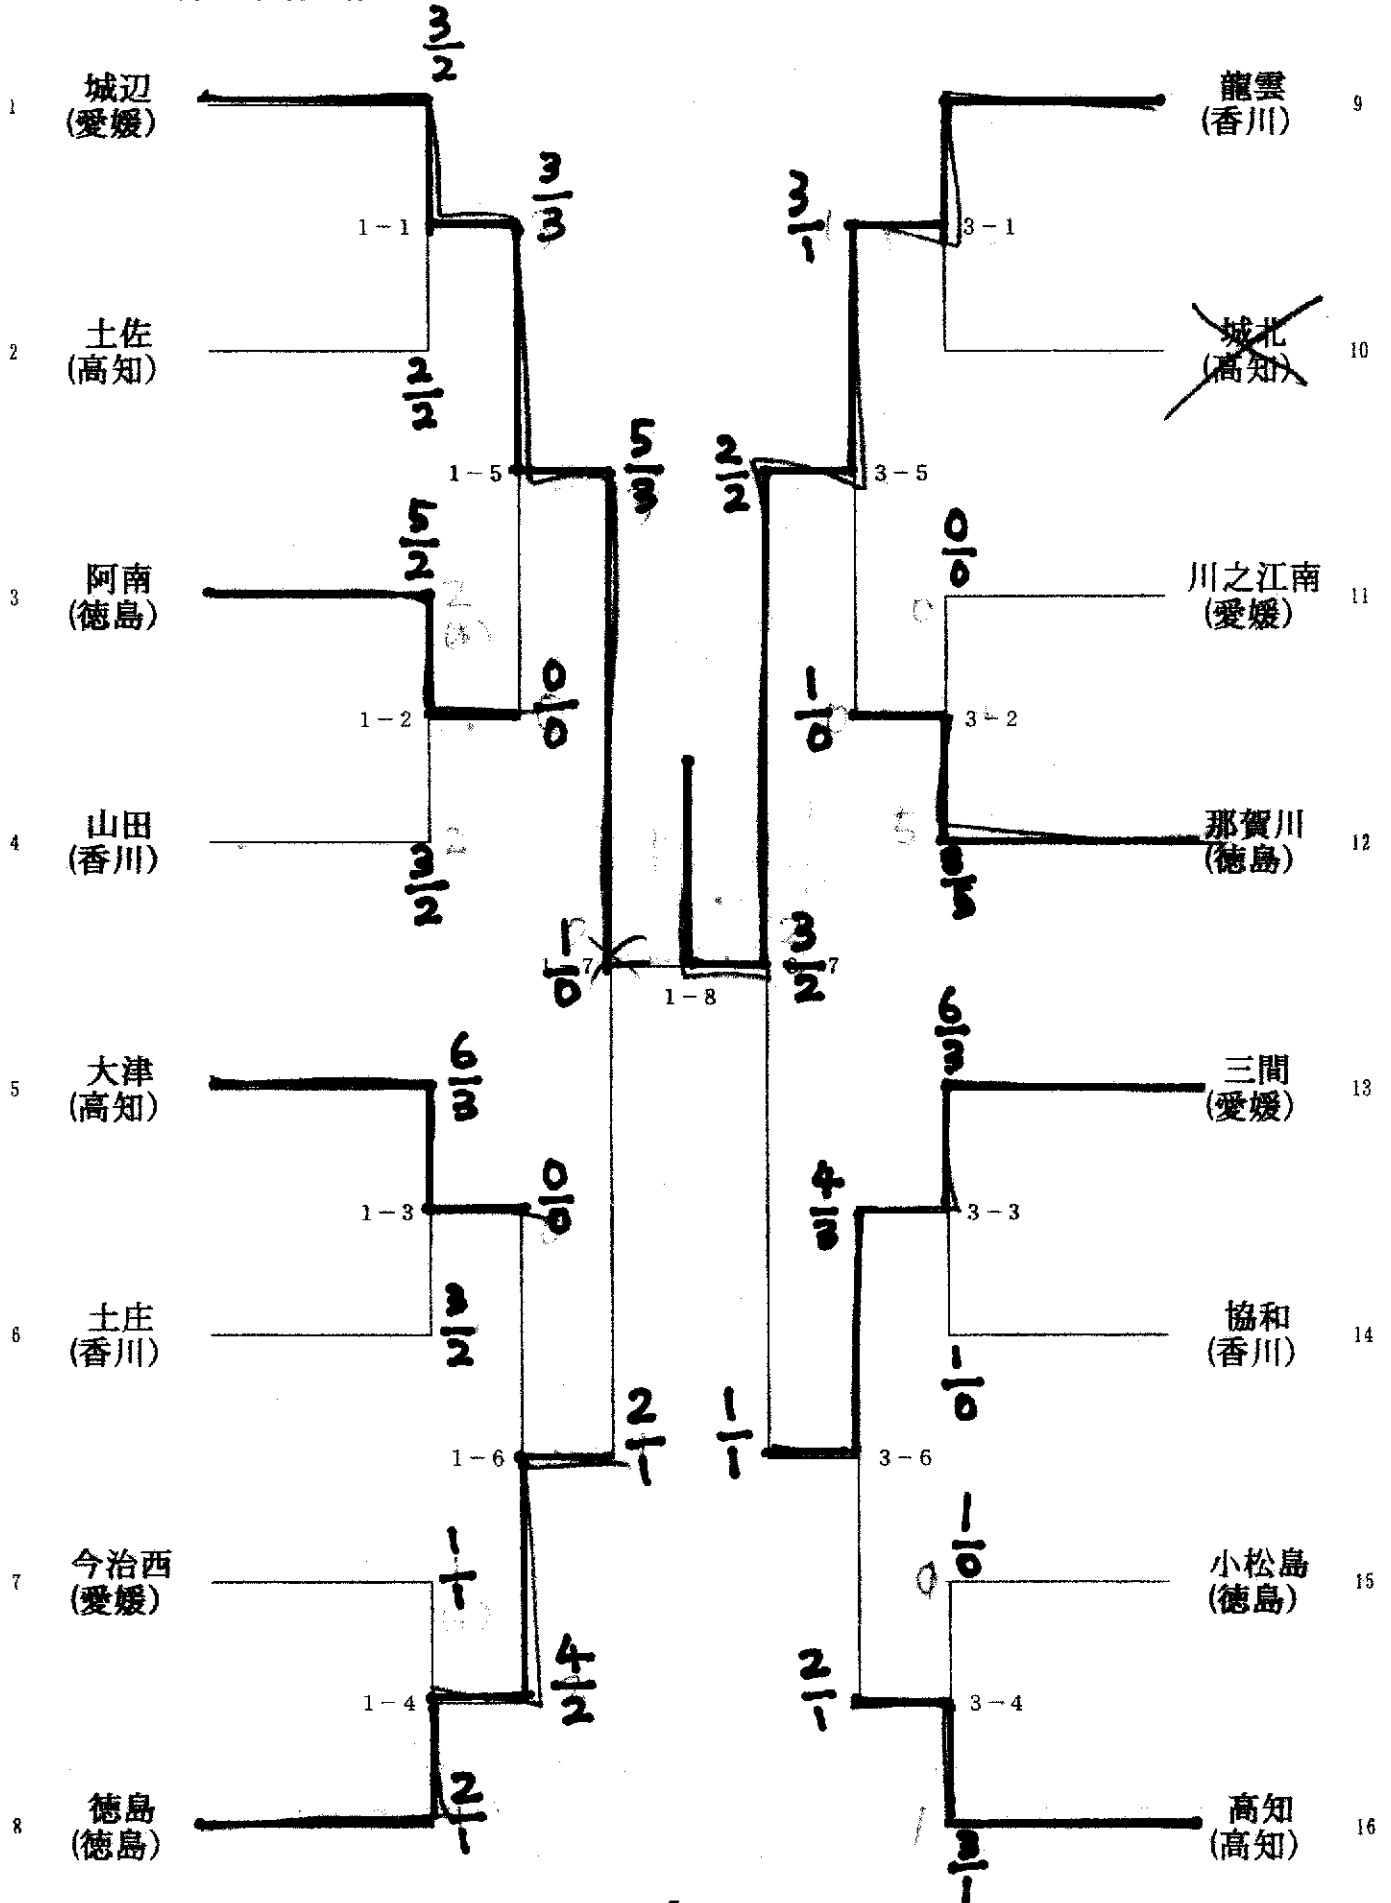 3
2
1
城辺
(愛媛)
1-1
3
3
2
土佐
(高知)
2
2
1-5
5
3
3
阿南
(徳島)
5
2
1-2
0
0
4
山田
(香川)
3
2
1
0
1-8
5
大津
(高知)
6
3
1-3
0
0
6
土庄
(香川)
3
2
1-6
2
1
7
今治西
(愛媛)
1
1
1-4
4
2
8
徳島
(徳島)
2
1
龍雲
(香川)
9
3
1
3-1
城北
(高知)
10
2
2
3-5
0
0
川之江南
(愛媛)
11
1
0
3-2
那賀川
(徳島)
12
3
2
6
3
三間
(愛媛)
13
4
3
3-3
協和
(香川)
14
1
0
1
1
3-6
1
0
小松島
(徳島)
15
2
1
3-4
高知
(高知)
16
3
1